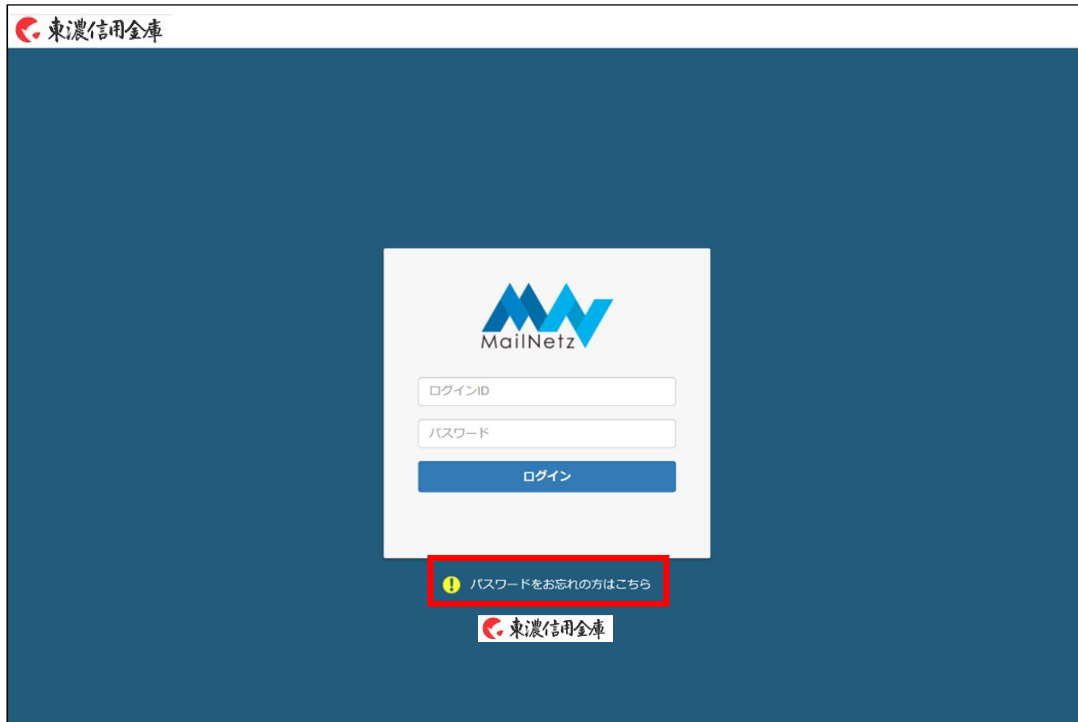 東濃信用金庫
MailNetz
ログインID
パスワード
ログイン
! パスワードをお忘れの方はこちら
東濃信用金庫